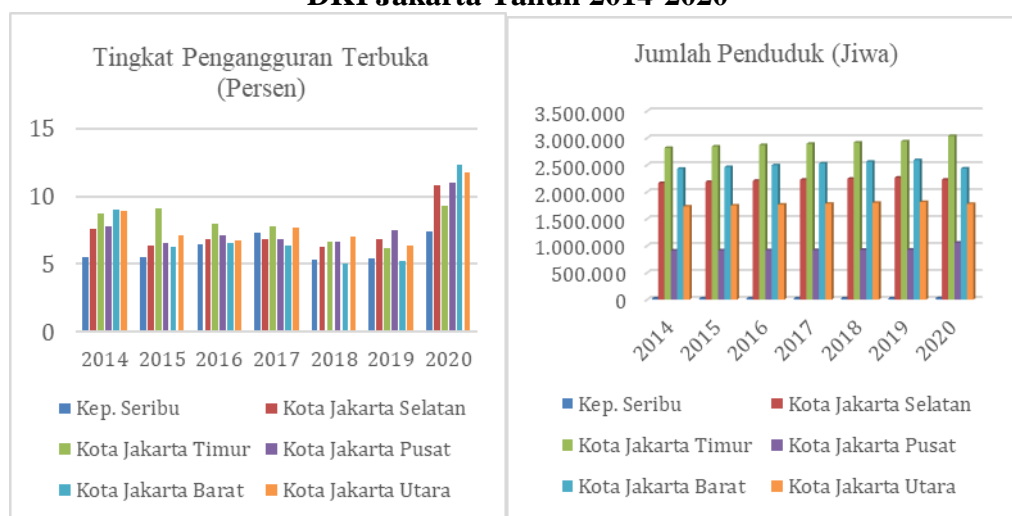 DKI Jakarta Tahun 2014-2020
Tingkat Pengangguran Terbuka
(Persen)
15
10
5
0
2014 2015 2016 2017 2018 2019 2020
Kep. Seribu Kota Jakarta Selatan
Kota Jakarta Timur Kota Jakarta Pusat
Kota Jakarta Barat Kota Jakarta Utara
Jumlah Penduduk (Jiwa)
3.500.000
3.000.000
2.500.000
2.000.000
1.500.000
1.000.000
500.000
0
2014 2015 2016 2017 2018 2019 2020
Kep. Seribu Kota Jakarta Selatan
Kota Jakarta Timur Kota Jakarta Pusat
Kota Jakarta Barat Kota Jakarta Utara